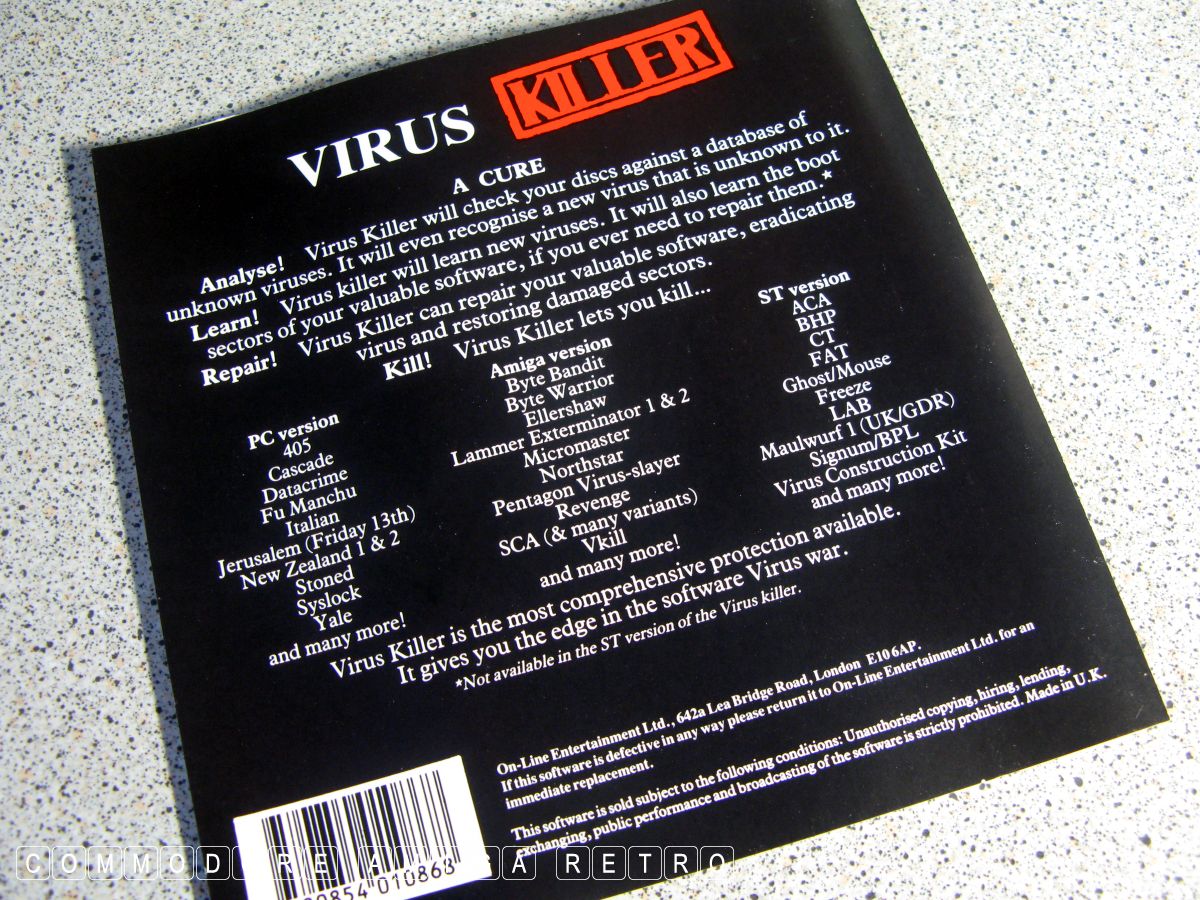 VIRUS KILLER
A CURE
Analyse! Virus Killer will check your discs against a database of
unknown viruses. It will even recognise a new virus that is unknown to it.
Learn! Virus killer will learn new viruses. It will also learn the boot
sectors of your valuable software, if you ever need to repair them.*
Repair! Virus Killer can repair your valuable software, eradicating
virus and restoring damaged sectors.
Kill! Virus Killer lets you kill...
PC version
405
Cascade
Datacrime
Fu Manchu
Italian
Jerusalem (Friday 13th)
New Zealand 1 & 2
Stoned
Syslock
Yale
and many more!
Amiga version
Byte Bandit
Byte Warrior
Ellershaw
Lammer Exterminator 1 & 2
Micromaster
Northstar
Pentagon Virus-slayer
Revenge
SCA (& many variants)
Vkill
and many more!
ST version
ACA
BHP
CT
FAT
Ghost/Mouse
Freeze
LAB
Maulwurf 1 (UK/GDR)
Signum/BPL
Virus Construction Kit
and many more!
Virus Killer is the most comprehensive protection available.
It gives you the edge in the software Virus war.
*Not available in the ST version of the Virus killer.
On-Line Entertainment Ltd., 642a Lea Bridge Road, London E10 6AP.
If this software is defective in any way please return it to On-Line Entertainment Ltd. for an
immediate replacement.
This software is sold subject to the following conditions: Unauthorised copying, hiring, lending,
exchanging, public performance and broadcasting of the software is strictly prohibited. Made in U.K.
854 010868
COMMODORE AMIGA RETRO